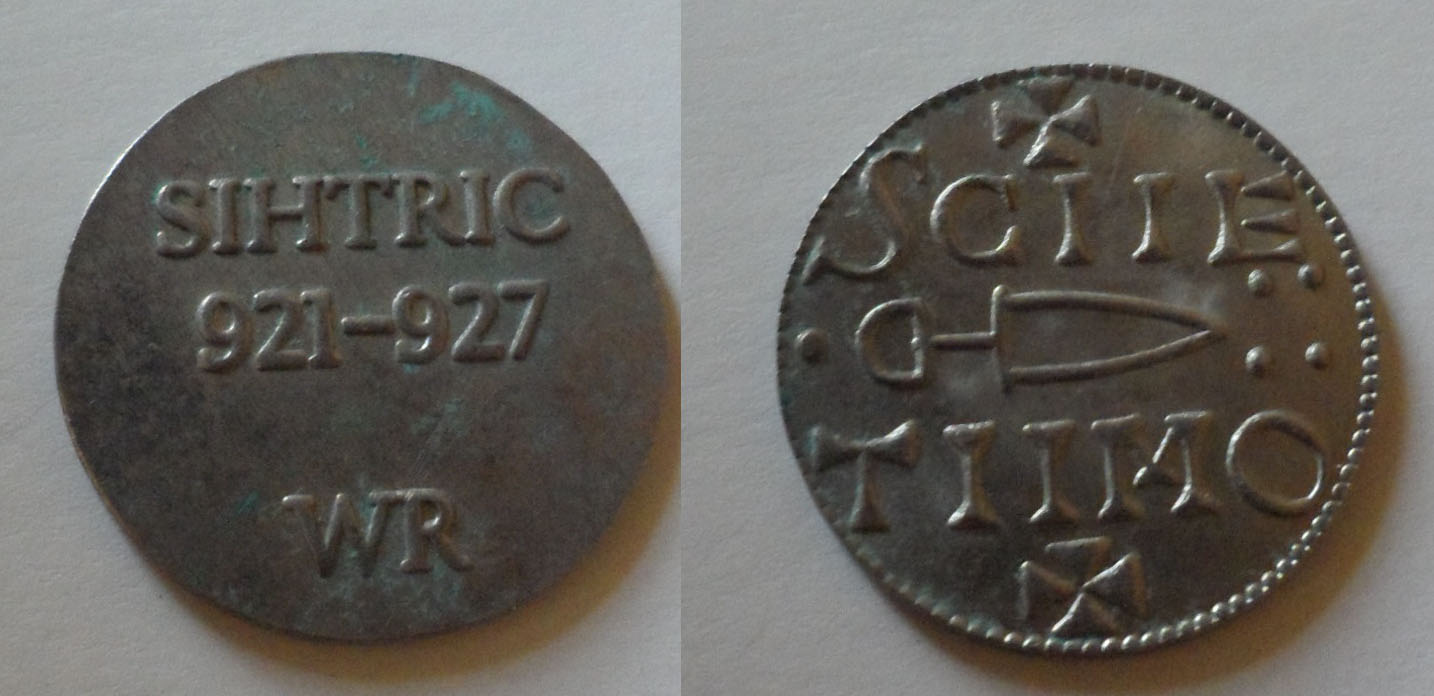 SIHTRIC
921-927
WR
SCIIE
TIIMO